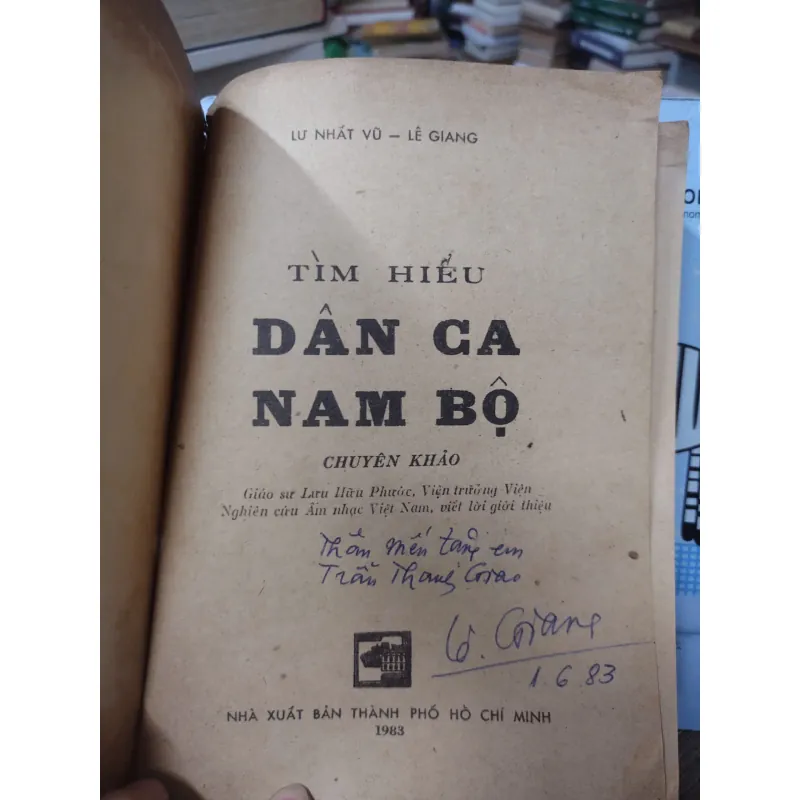 LƯ NHẤT VŨ — LÊ GIANG
TÌM HIỂU
DÂN CA
NAM BỘ
CHUYÊN KHẢO
Giáo sư Lưu Hữu Phước, Viện trưởng Viện
Nghiên cứu Âm nhạc Việt Nam, viết lời giới thiệu
Thân mến tặng em
Trần Thanh Giao
Lê Giang
1.6.83
NHÀ XUẤT BẢN THÀNH PHỐ HỒ CHÍ MINH
1983